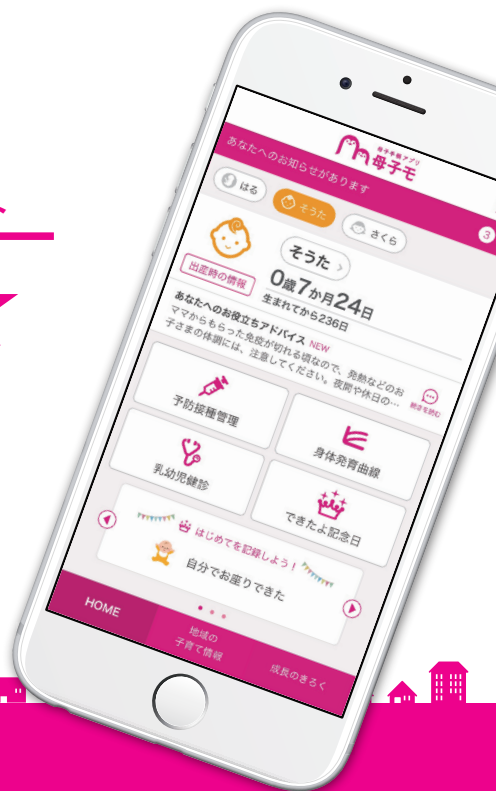 母子手帳アプリ
母子モ
あなたへのお知らせがあります
3
はる
そうた
さくら
そうた
0歳7か月24日
生まれてから236日
出産時の情報
あなたへのお役立ちアドバイス NEW
ママからもらった免疫が切れる頃なので、発熱などのお
子さまの体調には、注意してください。夜間や休日の…
続きを読む
予防接種管理
身体発育曲線
乳幼児健診
できたよ記念日
はじめてを記録しよう！
自分でお座りできた
HOME
地域の
子育て情報
成長のきろく